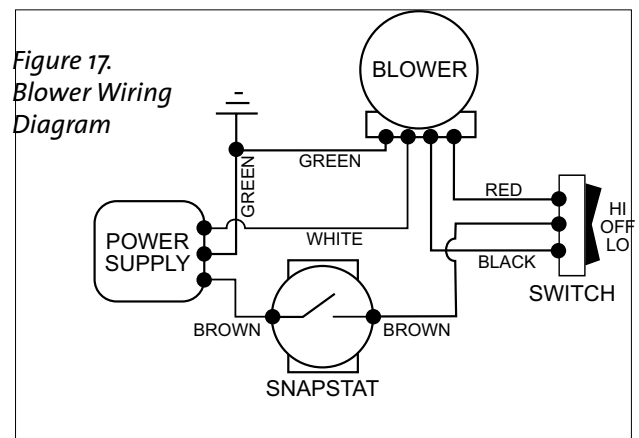 Figure 17.
Blower Wiring
Diagram
BLOWER
GREEN
GREEN
RED
HI
OFF
LO
WHITE
BLACK
POWER
SUPPLY
SWITCH
BROWN
BROWN
SNAPSTAT